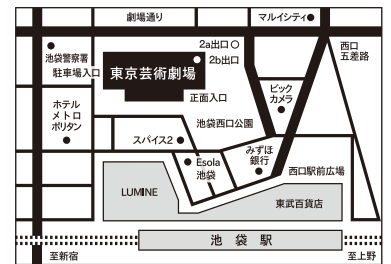 劇場通り
マルイシティ
2a出口
西口
五差路
池袋警察署
2b出口
駐車場入口
東京芸術劇場
正面入口
ビック
カメラ
ホテル
メトロ
ポリタン
池袋西口公園
スパイス2
みずほ
銀行
Esola
池袋
西口駅前広場
LUMINE
東武百貨店
池袋駅
至新宿
至上野